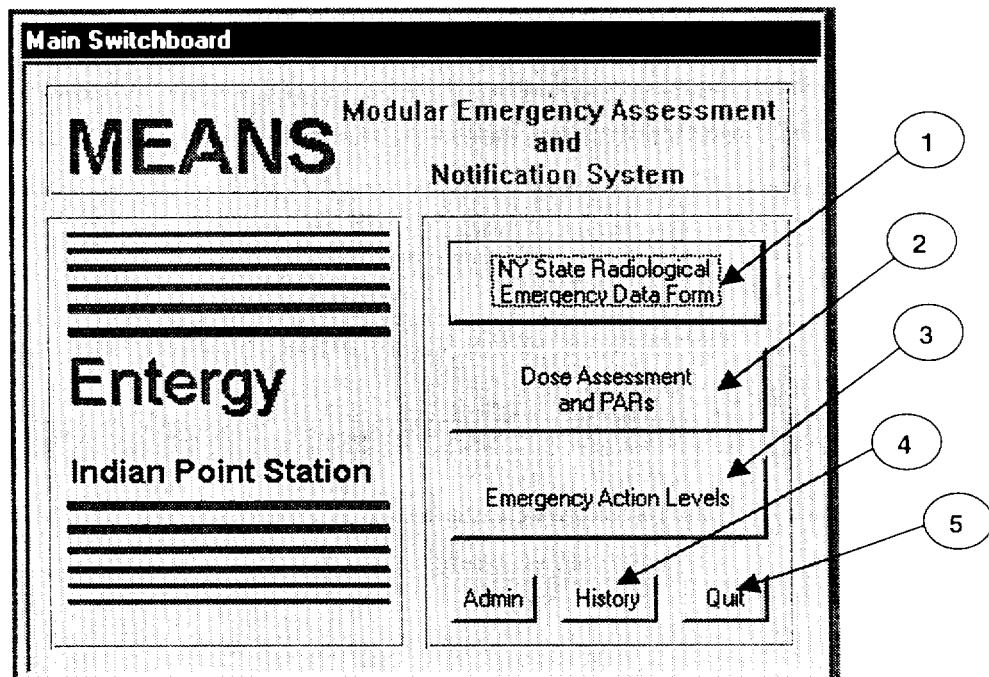 Main Switchboard
MEANS
Modular Emergency Assessment
and
Notification System
Entergy
Indian Point Station
NY State Radiological
Emergency Data Form
Dose Assessment
and PARs
Emergency Action Levels
Admin
History
Quit
1
2
3
4
5